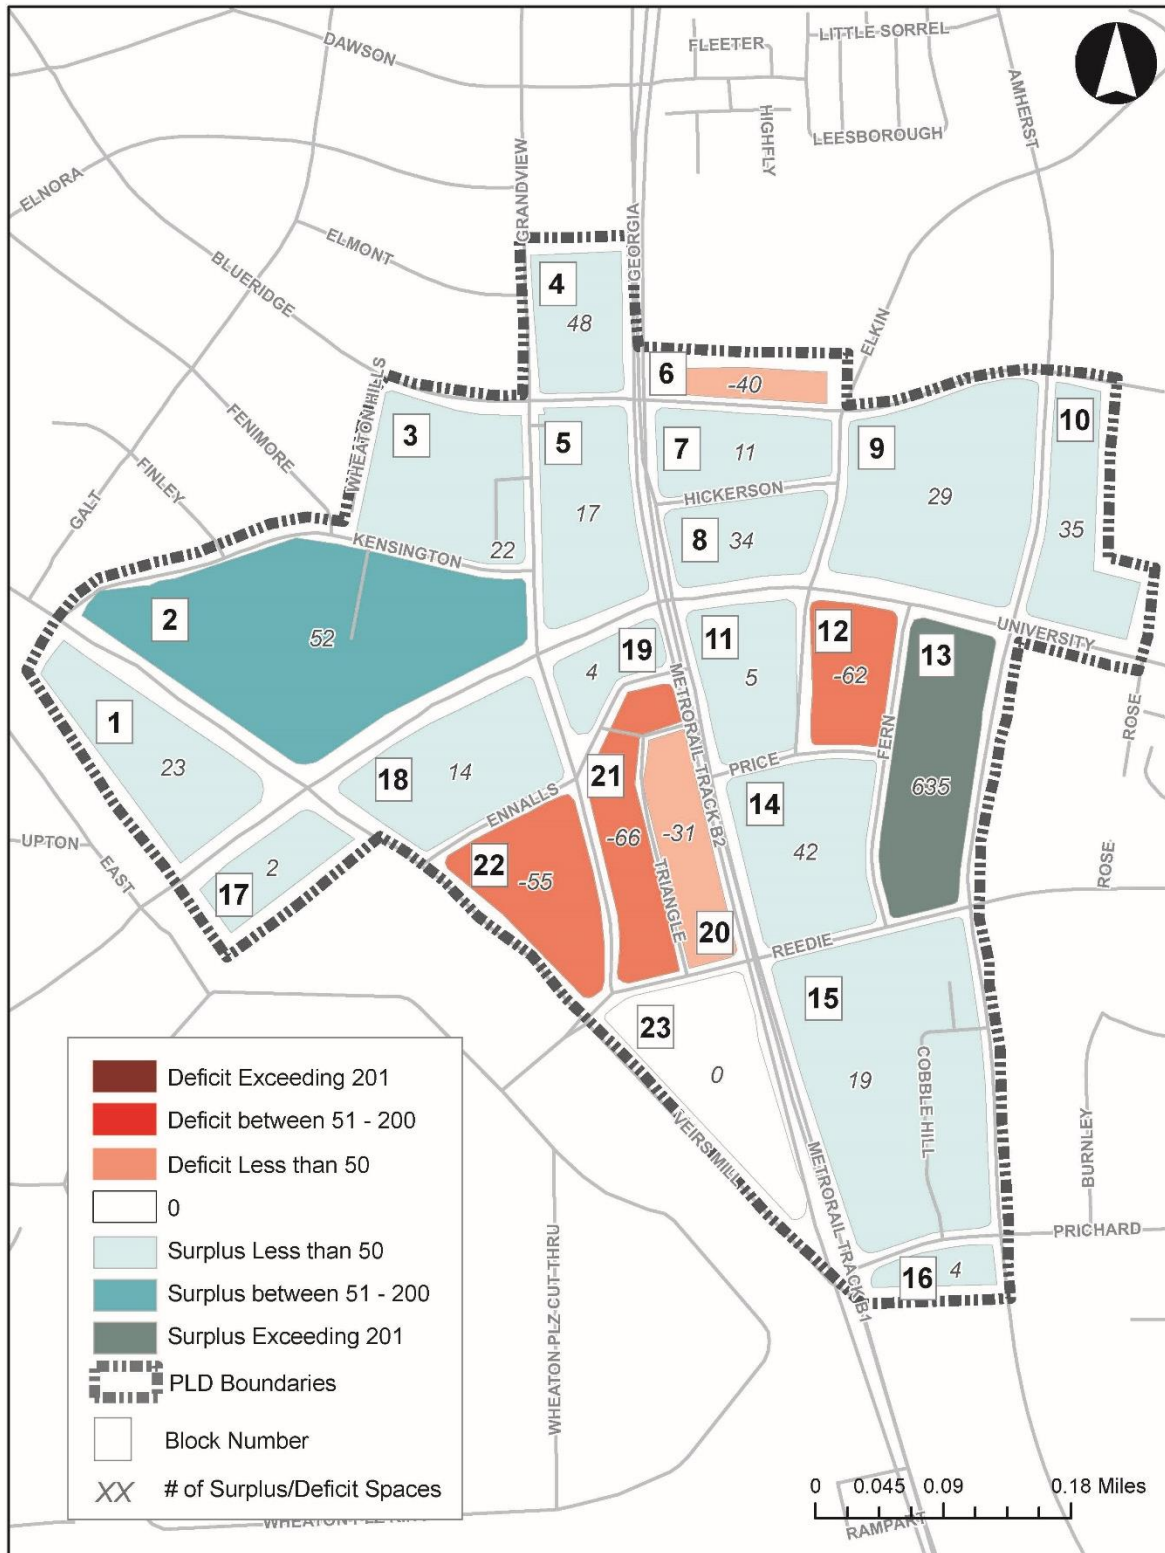 DAWSON
FLEETER
LITTLE SORREL
HIGHFLY
LEESBOROUGH
AMHERST
ELNORA
BLUERIDGE
ELMONT
GRANDVIEW
GEORGIA
ELKIN
4
48
6
-40
WHEATON HILLS
3
22
5
17
7
11
HICKERSON
8
34
9
29
10
35
FENIMORE
FINLEY
GALT
KENSINGTON
2
52
UNIVERSITY
ROSE
1
23
19
4
11
5
12
-62
13
635
FERN
METRORAIL TRACK B2
PRICE
18
14
ENNALLS
21
-66
-31
TRIANGLE
20
14
42
REEDIE
ROSE
UPTON
EAST
17
2
22
-55
23
0
15
19
COBBLE HILL
BURNLEY
PRICHARD
VEIRS MILL
METRORAIL TRACK B1
16
4
WHEATON PLZ CUT THRU
Deficit Exceeding 201
Deficit between 51 - 200
Deficit Less than 50
0
Surplus Less than 50
Surplus between 51 - 200
Surplus Exceeding 201
PLD Boundaries
Block Number
XX # of Surplus/Deficit Spaces
0 0.045 0.09 0.18 Miles
RAMPART